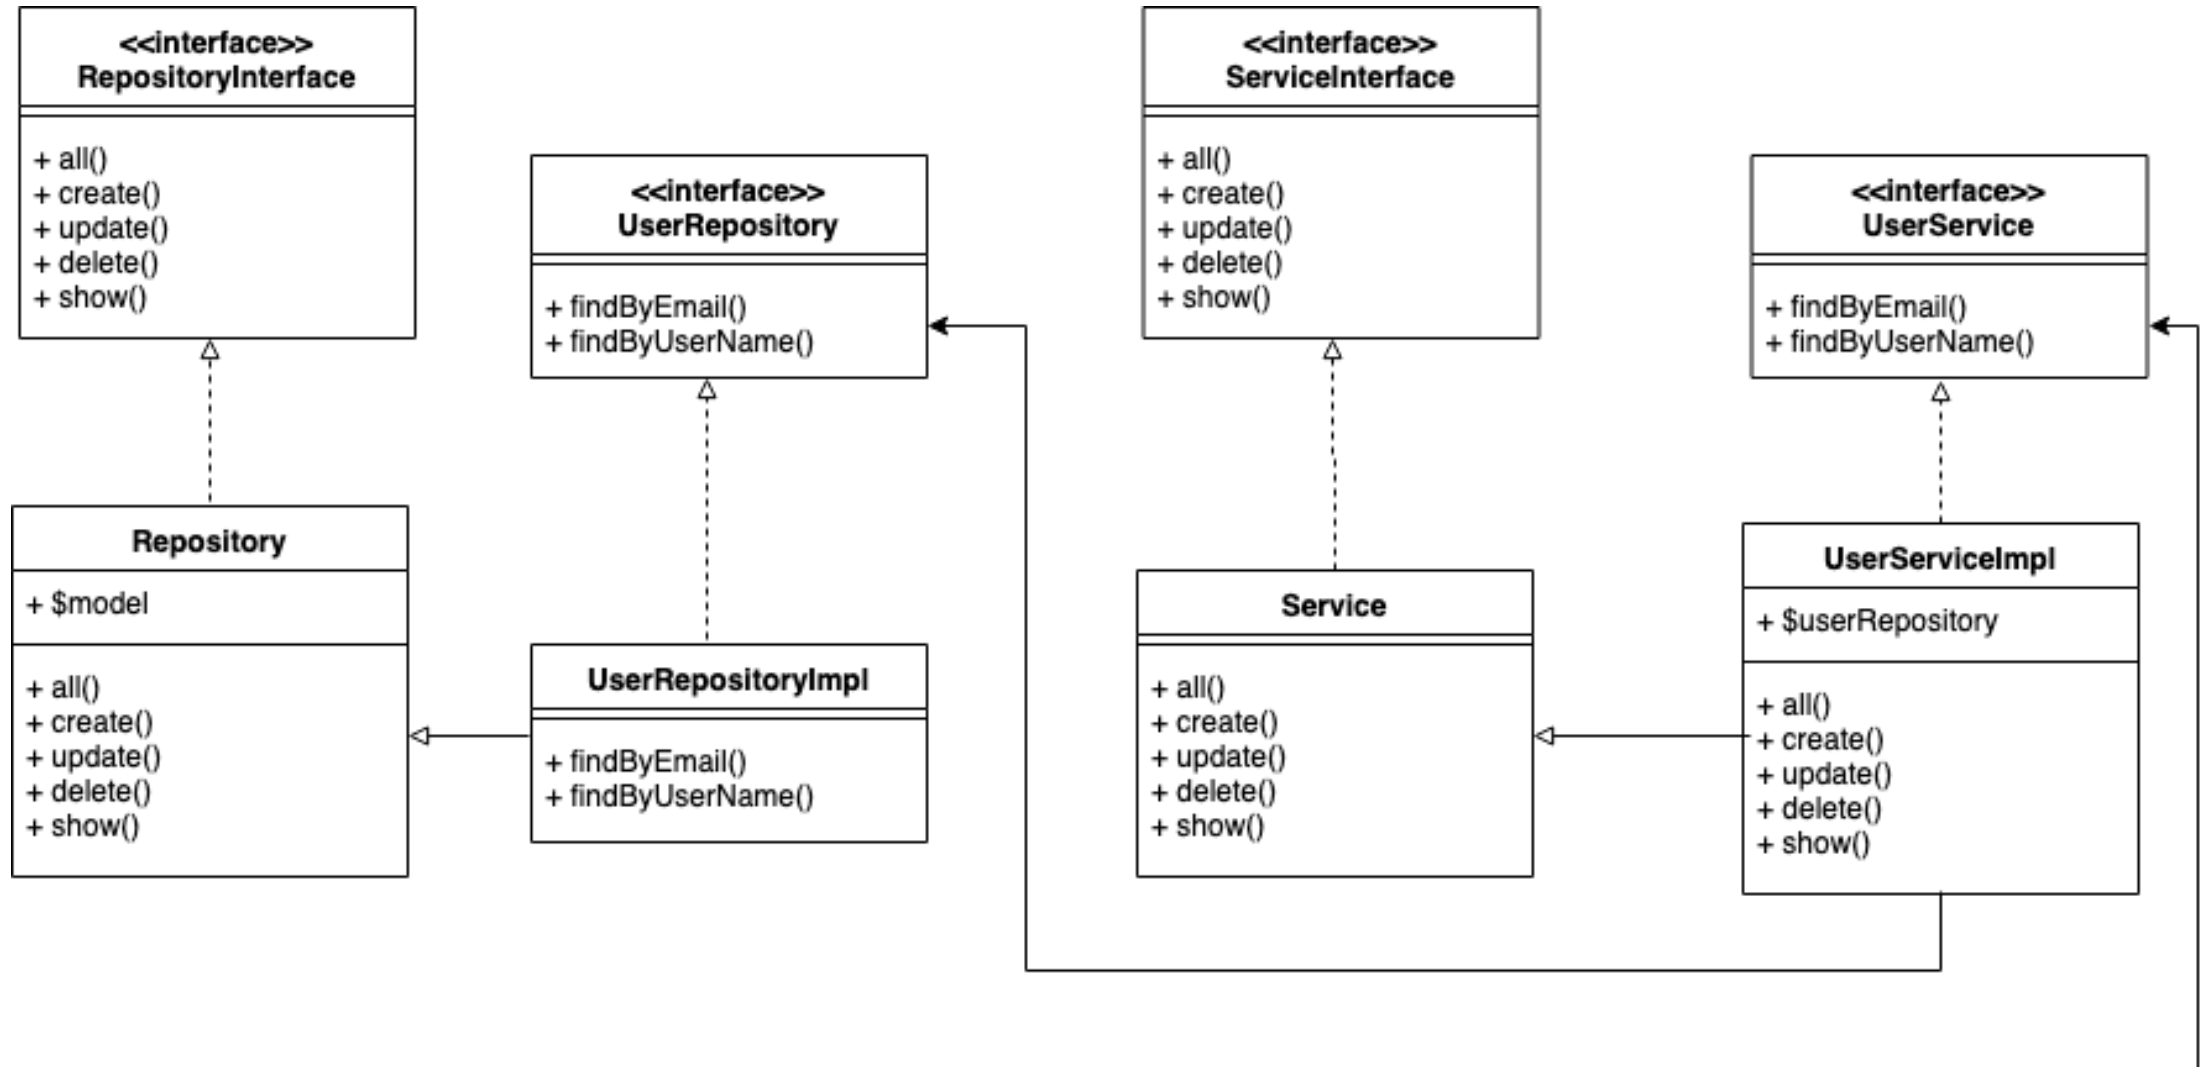 <<interface>>
RepositoryInterface
+ all()
+ create()
+ update()
+ delete()
+ show()
<<interface>>
UserRepository
+ findByEmail()
+ findByUserName()
<<interface>>
ServiceInterface
+ all()
+ create()
+ update()
+ delete()
+ show()
<<interface>>
UserService
+ findByEmail()
+ findByUserName()
Repository
+ $model
+ all()
+ create()
+ update()
+ delete()
+ show()
UserRepositoryImpl
+ findByEmail()
+ findByUserName()
Service
+ all()
+ create()
+ update()
+ delete()
+ show()
UserServiceImpl
+ $userRepository
+ all()
+ create()
+ update()
+ delete()
+ show()